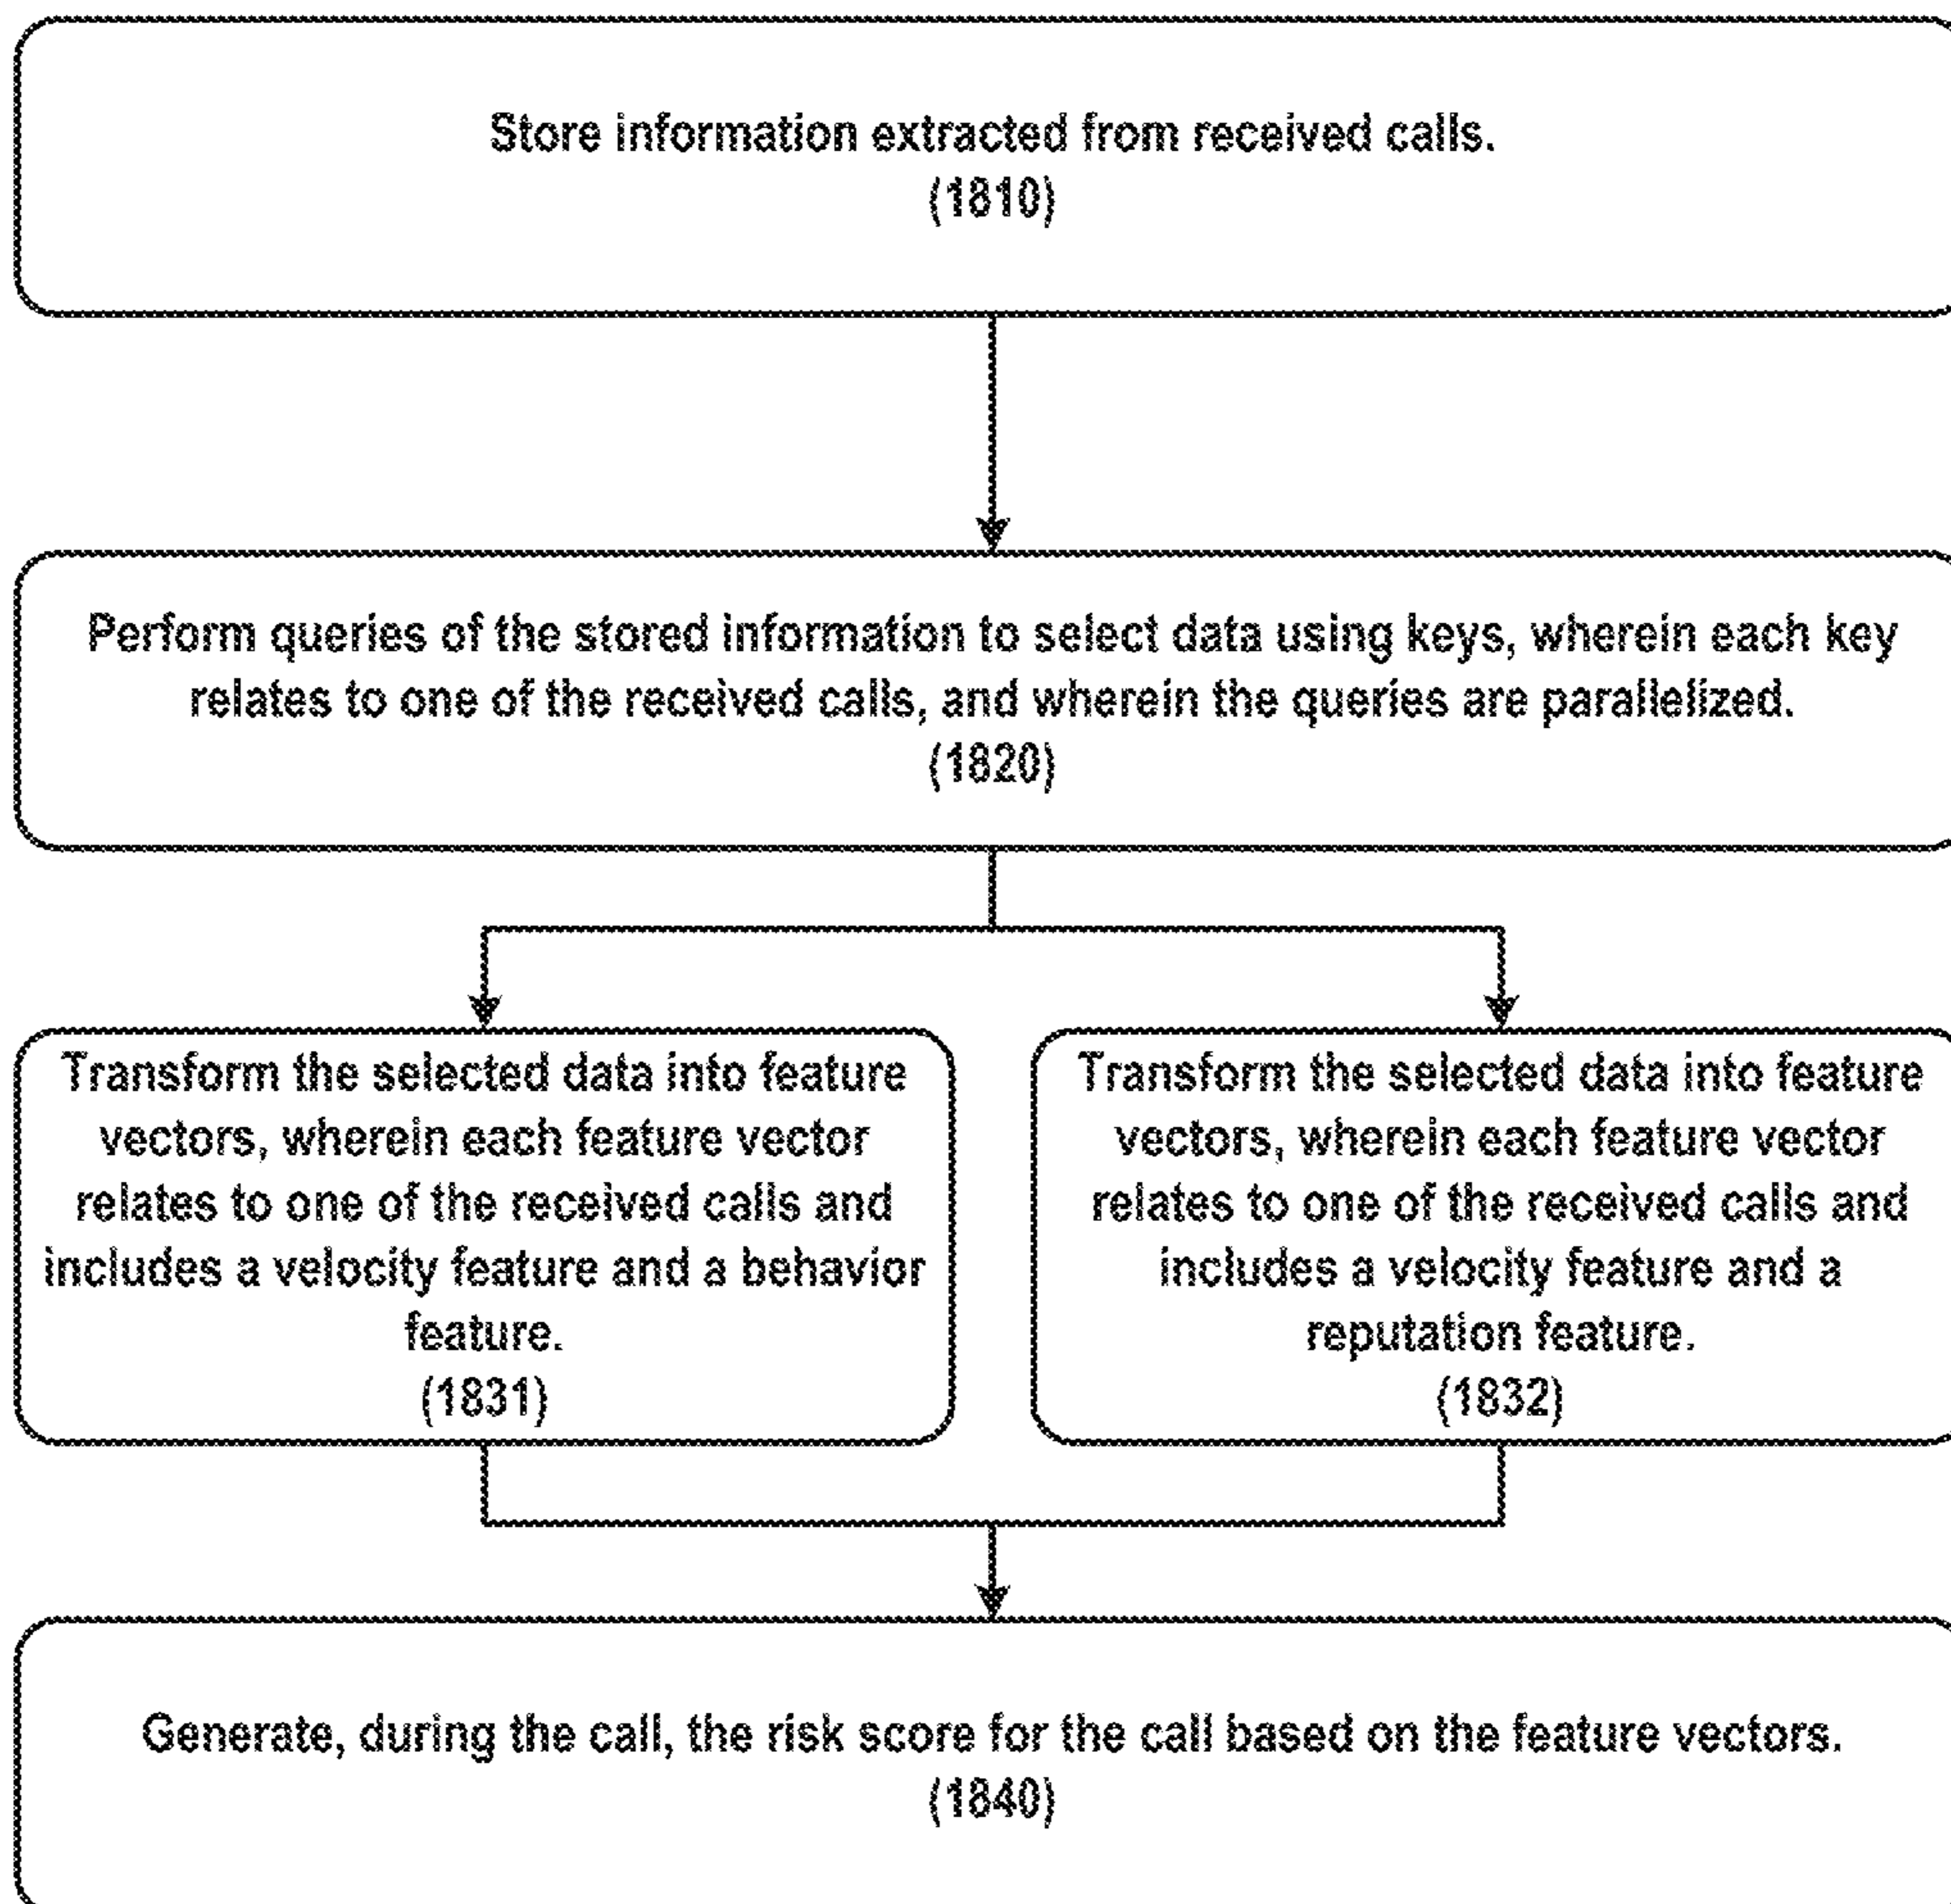 Store information extracted from received calls.
(1810)
Perform queries of the stored information to select data using keys, wherein each key
relates to one of the received calls, and wherein the queries are parallelized.
(1820)
Transform the selected data into feature
vectors, wherein each feature vector
relates to one of the received calls and
includes a velocity feature and a behavior
feature.
(1831)
Transform the selected data into feature
vectors, wherein each feature vector
relates to one of the received calls and
includes a velocity feature and a
reputation feature.
(1832)
Generate, during the call, the risk score for the call based on the feature vectors.
(1840)